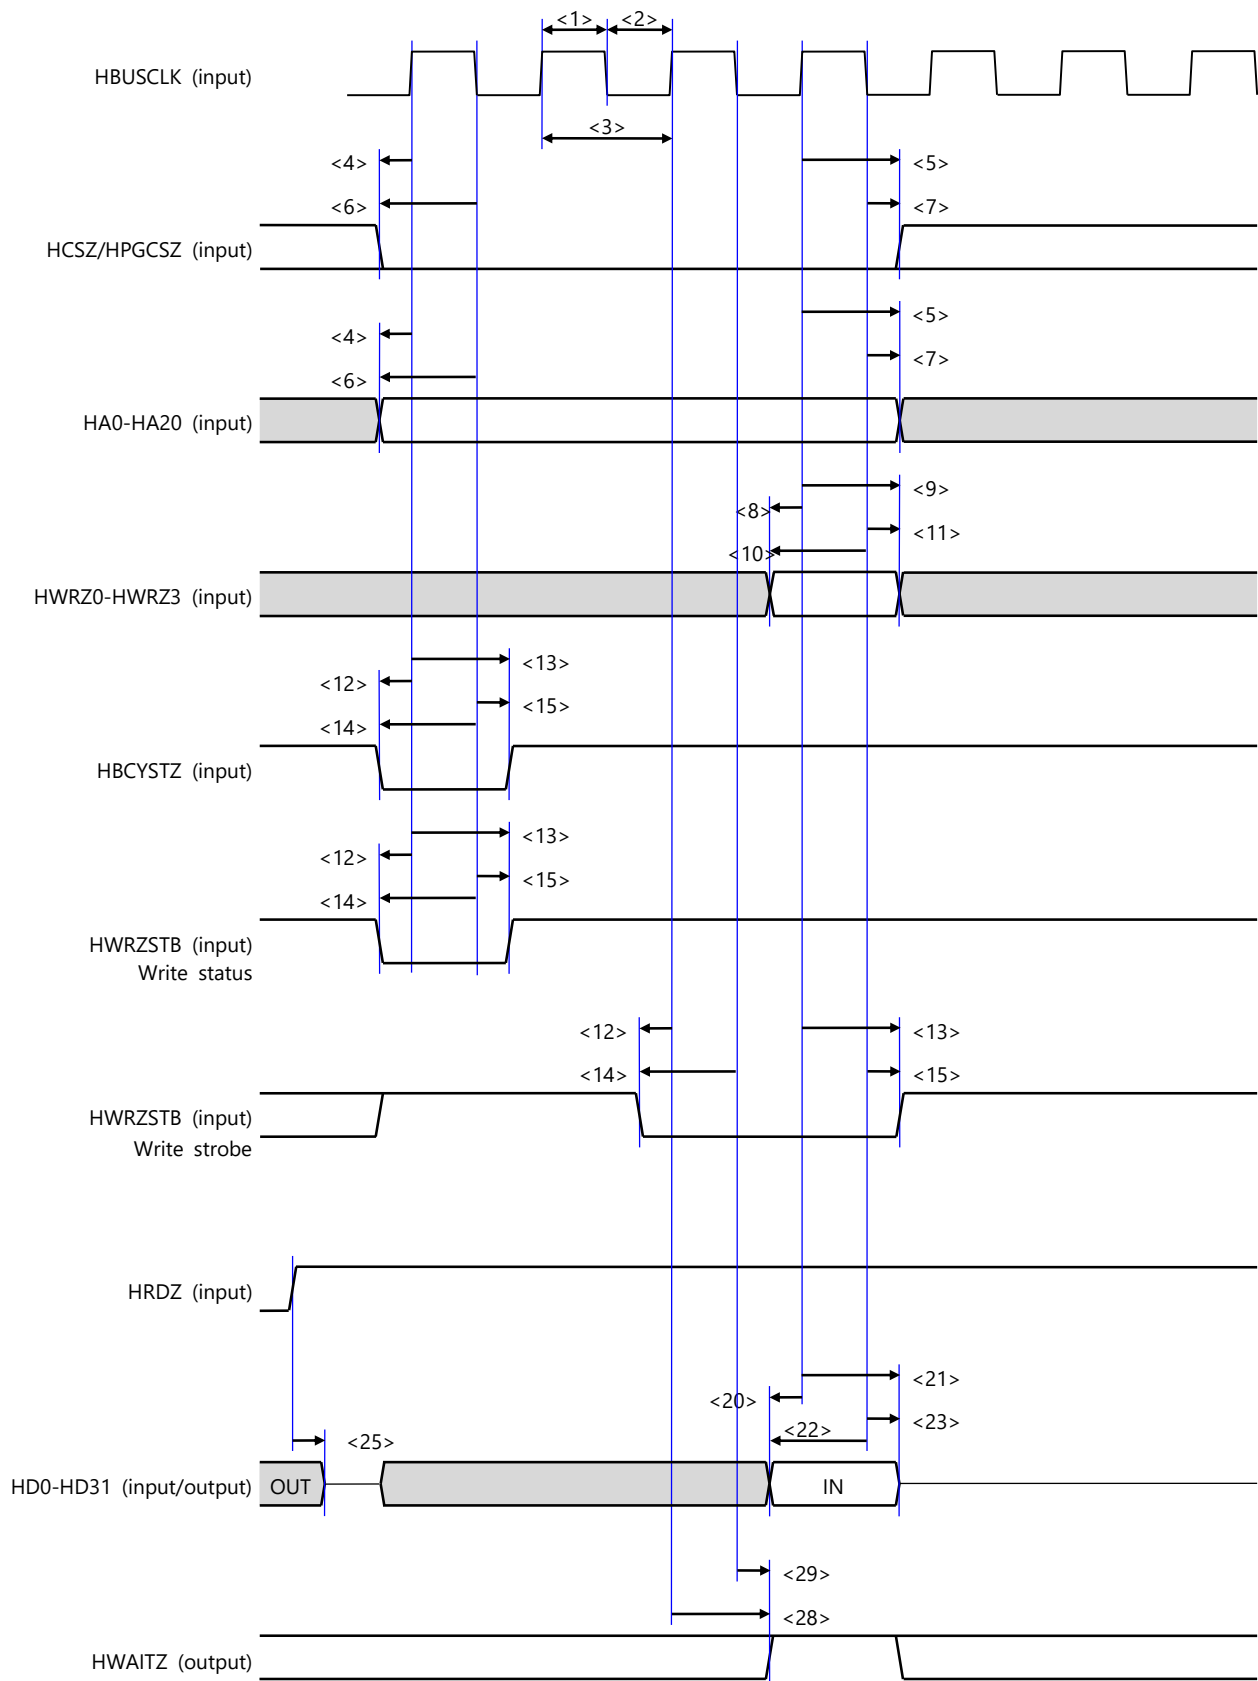 <1>
<2>
HBUSCLK (input)
<3>
<4>
<5>
<6>
<7>
HCSZ/HPGCSZ (input)
<5>
<4>
<7>
<6>
HA0-HA20 (input)
<9>
<8>
<11>
<10>
HWRZ0-HWRZ3 (input)
<13>
<12>
<15>
<14>
HBCYSTZ (input)
<13>
<12>
<15>
<14>
HWRZSTB (input)
Write status
<12>
<13>
<14>
<15>
HWRZSTB (input)
Write strobe
HRDZ (input)
<21>
<20>
<23>
<22>
<25>
HD0-HD31 (input/output)
OUT
IN
<29>
<28>
HWAITZ (output)